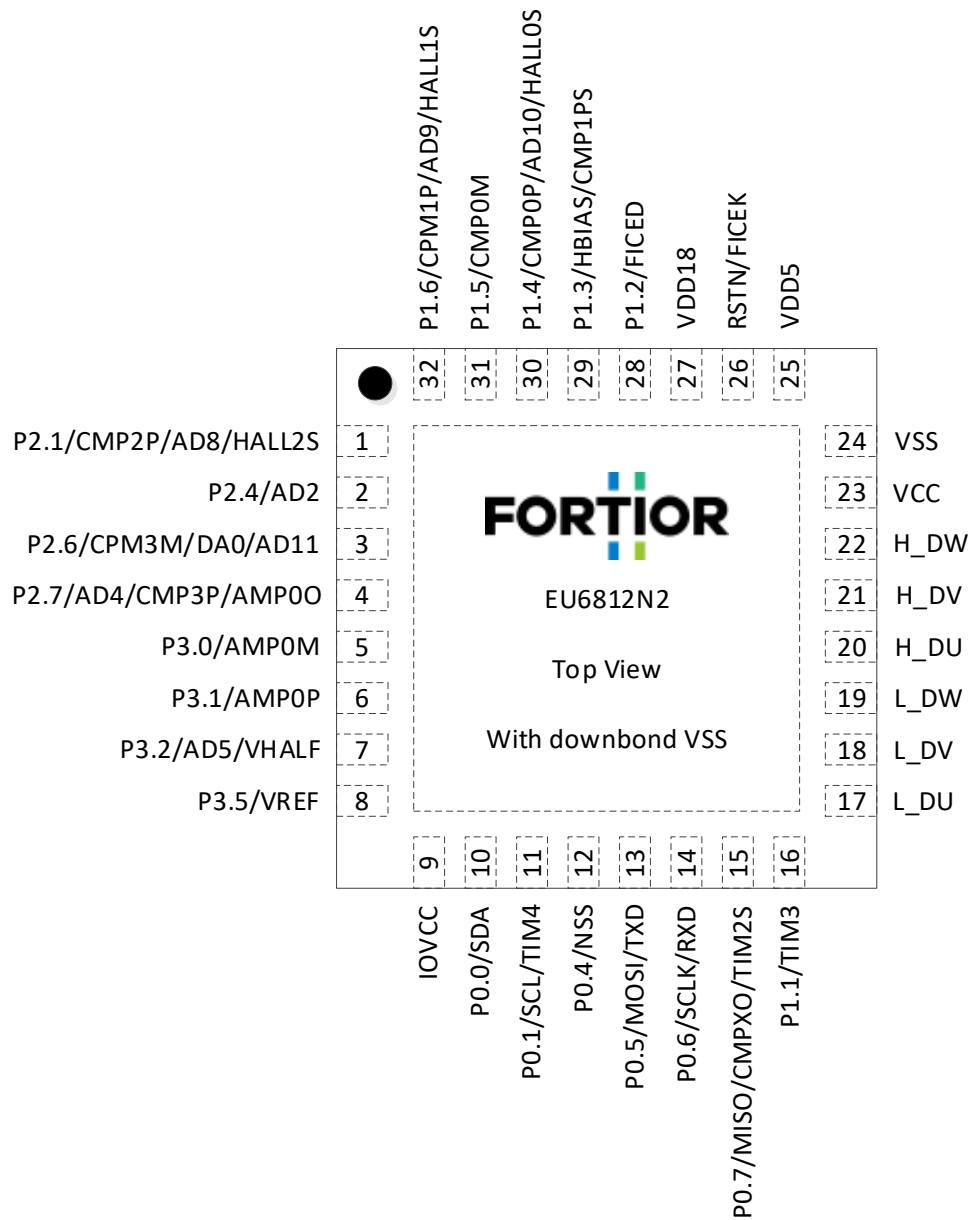 P1.6/CPM1P/AD9/HALL1S
P1.5/CMP0M
P1.4/CMP0P/AD10/HALL0S
P1.3/HBIAS/CMP1PS
P1.2/FICED
VDD18
RSTN/FICEK
VDD5
32
31
30
29
28
27
26
25
P2.1/CMP2P/AD8/HALL2S 1
P2.4/AD2 2
P2.6/CPM3M/DA0/AD11 3
P2.7/AD4/CMP3P/AMP0O 4
P3.0/AMP0M 5
P3.1/AMP0P 6
P3.2/AD5/VHALF 7
P3.5/VREF 8
FORTIOR
EU6812N2
Top View
With downbond VSS
24 VSS
23 VCC
22 H_DW
21 H_DV
20 H_DU
19 L_DW
18 L_DV
17 L_DU
9
10
11
12
13
14
15
16
IOVCC
P0.0/SDA
P0.1/SCL/TIM4
P0.4/NSS
P0.5/MOSI/TXD
P0.6/SCLK/RXD
P0.7/MISO/CMPXO/TIM2S
P1.1/TIM3